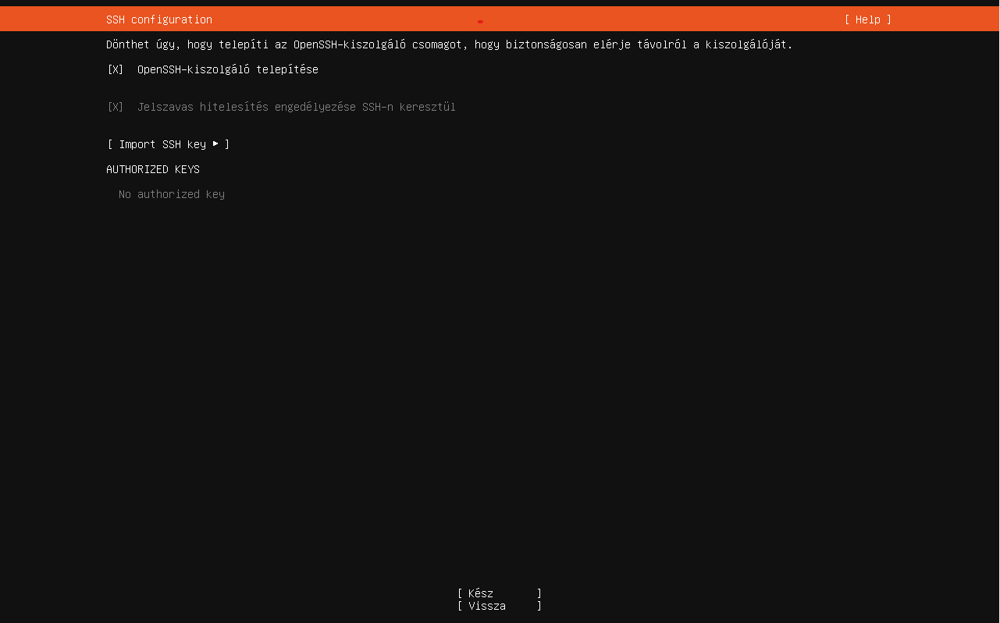 SSH configuration [ Help ]
Dönthet úgy, hogy telepíti az OpenSSH-kiszolgáló csomagot, hogy biztonságosan elérje távolról a kiszolgálóját.
[X] OpenSSH-kiszolgáló telepítése
[X] Jelszavas hitelesítés engedélyezése SSH-n keresztül
[ Import SSH key ▸ ]
AUTHORIZED KEYS
No authorized key
[ Kész ]
[ Vissza ]